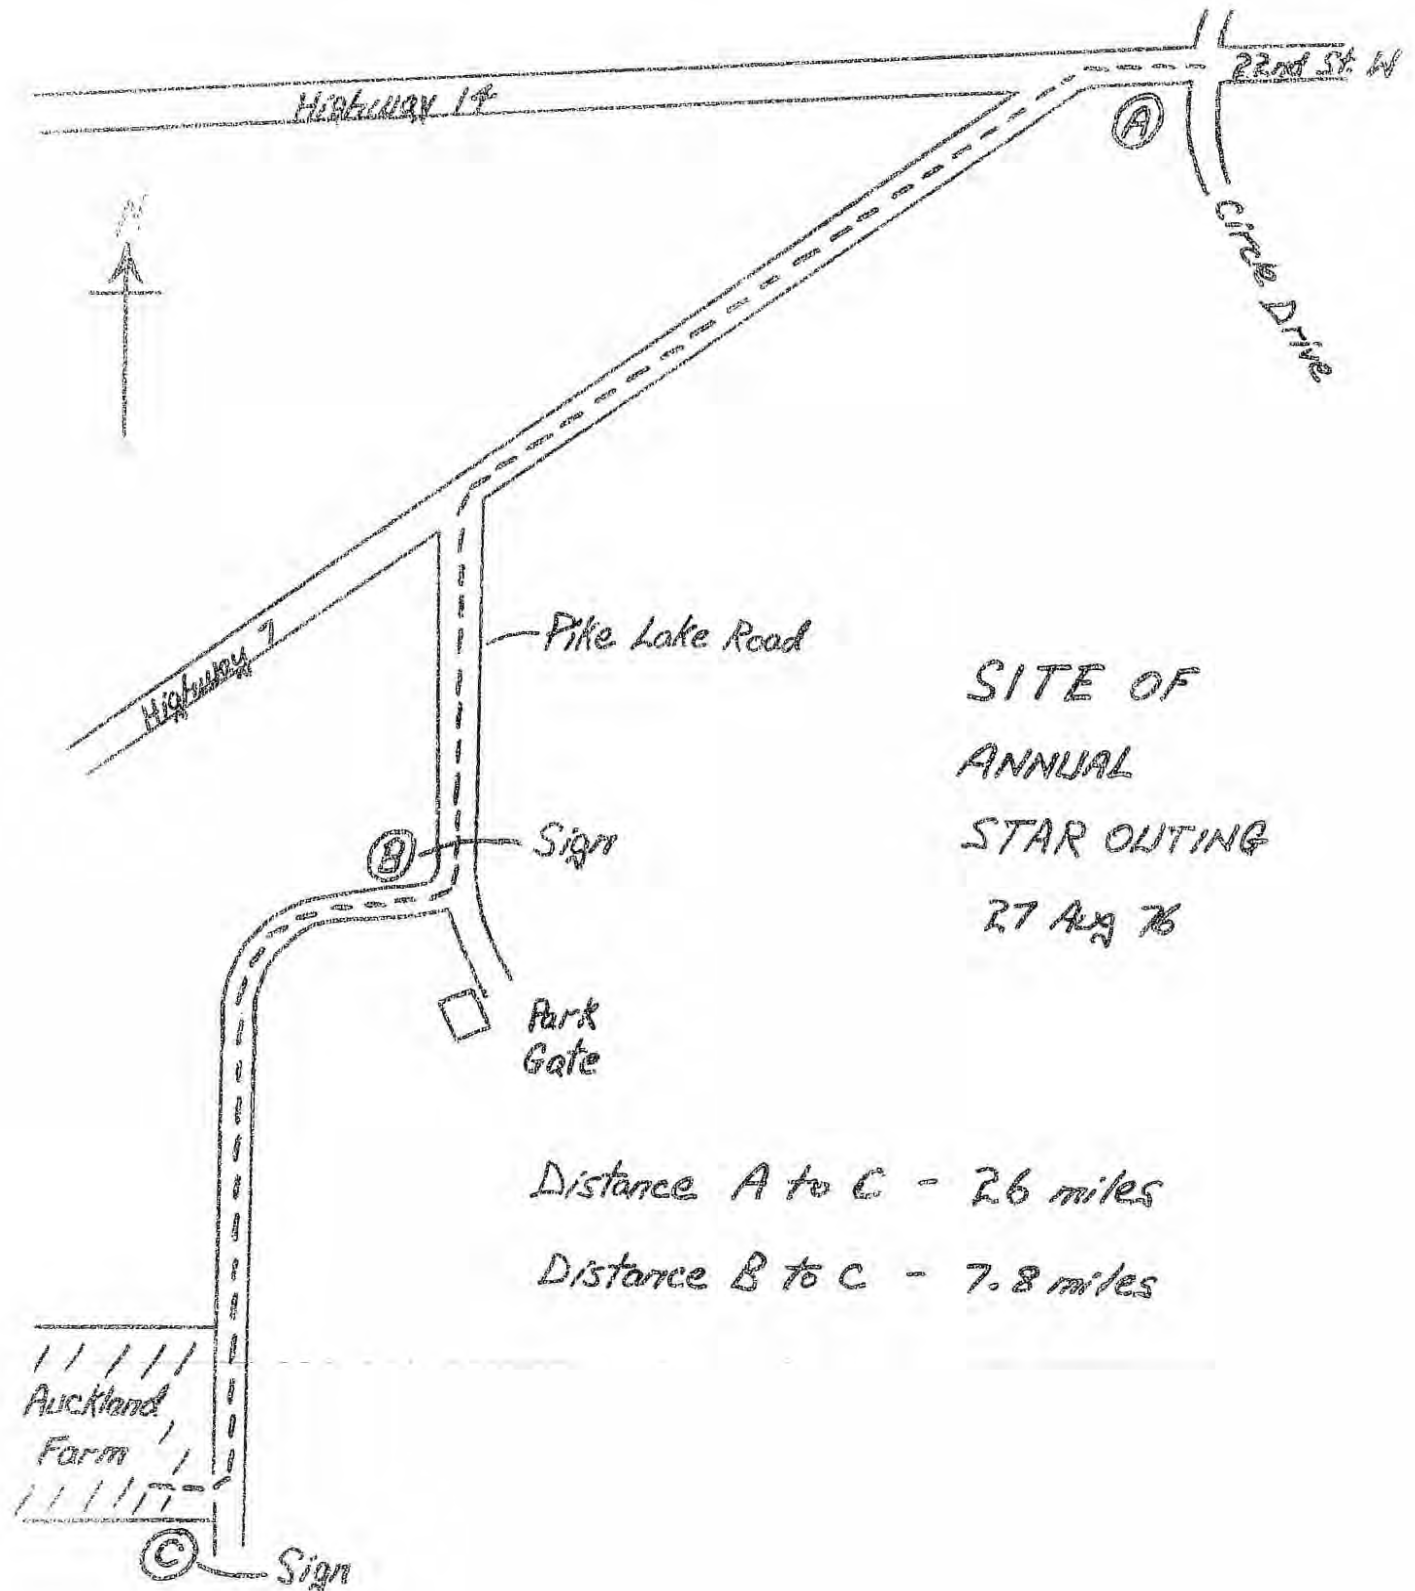 22nd St. W
Highway 14
A
N
Circle Drive
Pike Lake Road
Highway 7
SITE OF
ANNUAL
STAR OUTING
27 Aug 76
B
Sign
Park
Gate
Distance A to C - 26 miles
Distance B to C - 7.8 miles
Auckland
Farm
C
Sign